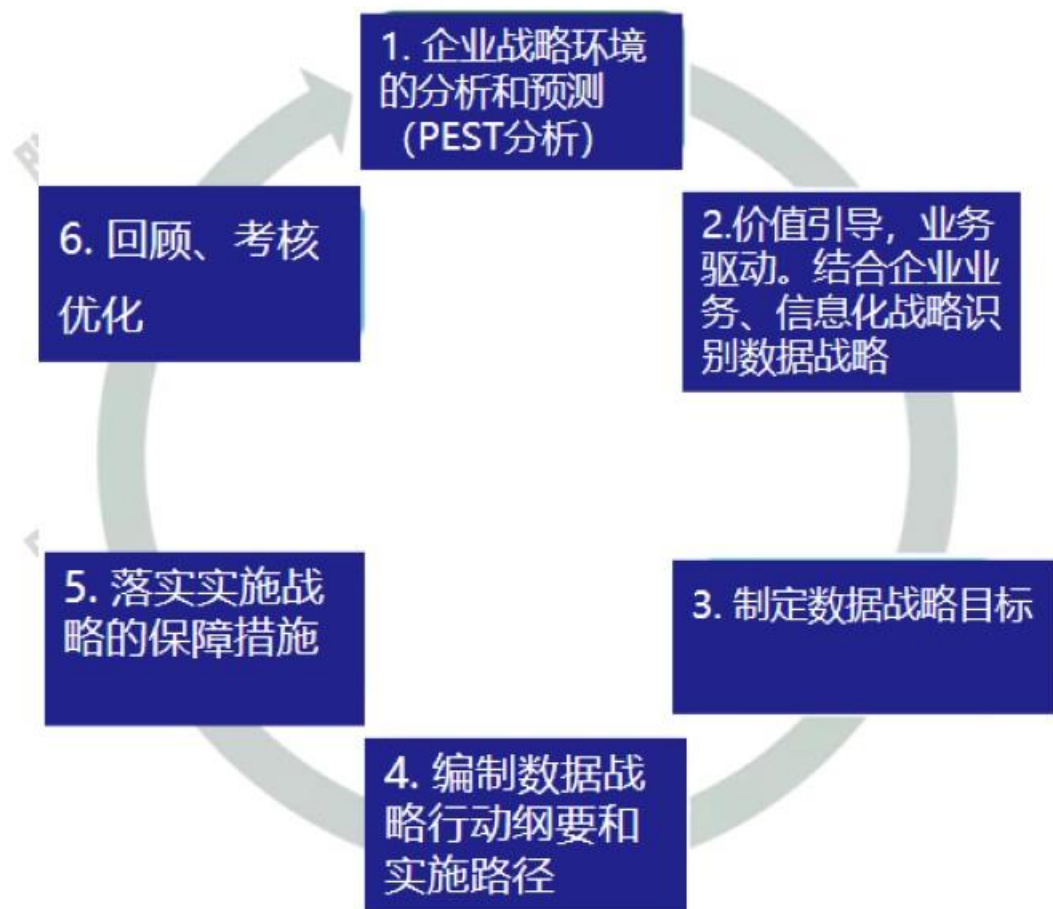 1. 企业战略环境
的分析和预测
（PEST分析）
2.价值引导，业务
驱动。结合企业业
务、信息化战略识
别数据战略
3. 制定数据战略目标
4. 编制数据战
略行动纲要和
实施路径
5. 落实实施战
略的保障措施
6. 回顾、考核
优化